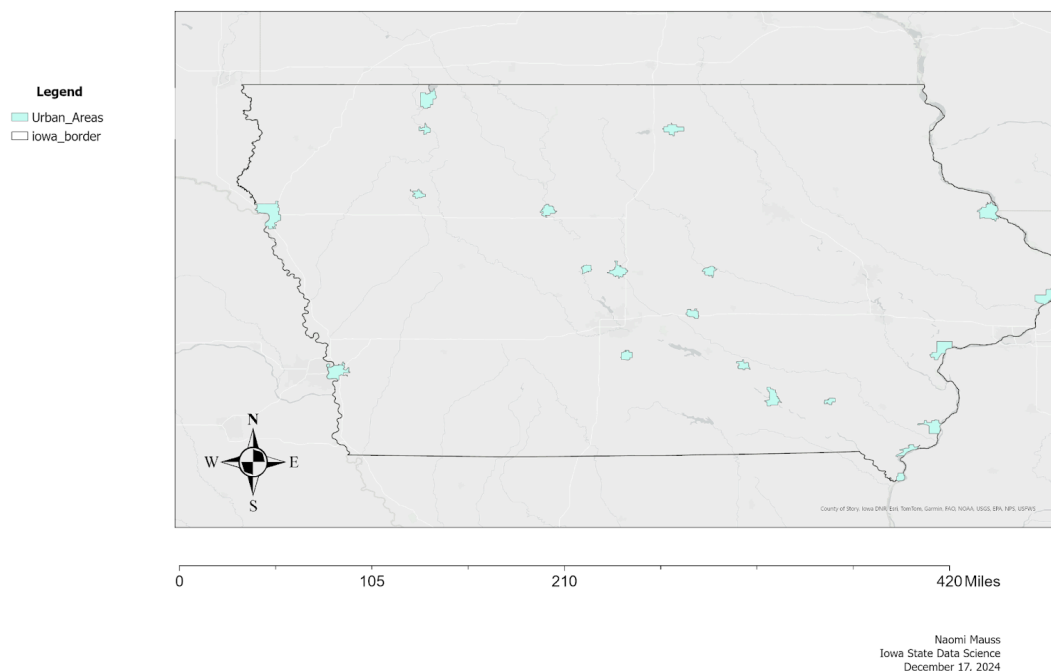 Legend
Urban_Areas
iowa_border
N
W E
S
County of Story, Iowa DNR, Esri, TomTom, Garmin, FAO, NOAA, USGS, EPA, NPS, USFWS
0 105 210 420 Miles
Naomi Mauss
Iowa State Data Science
December 17, 2024